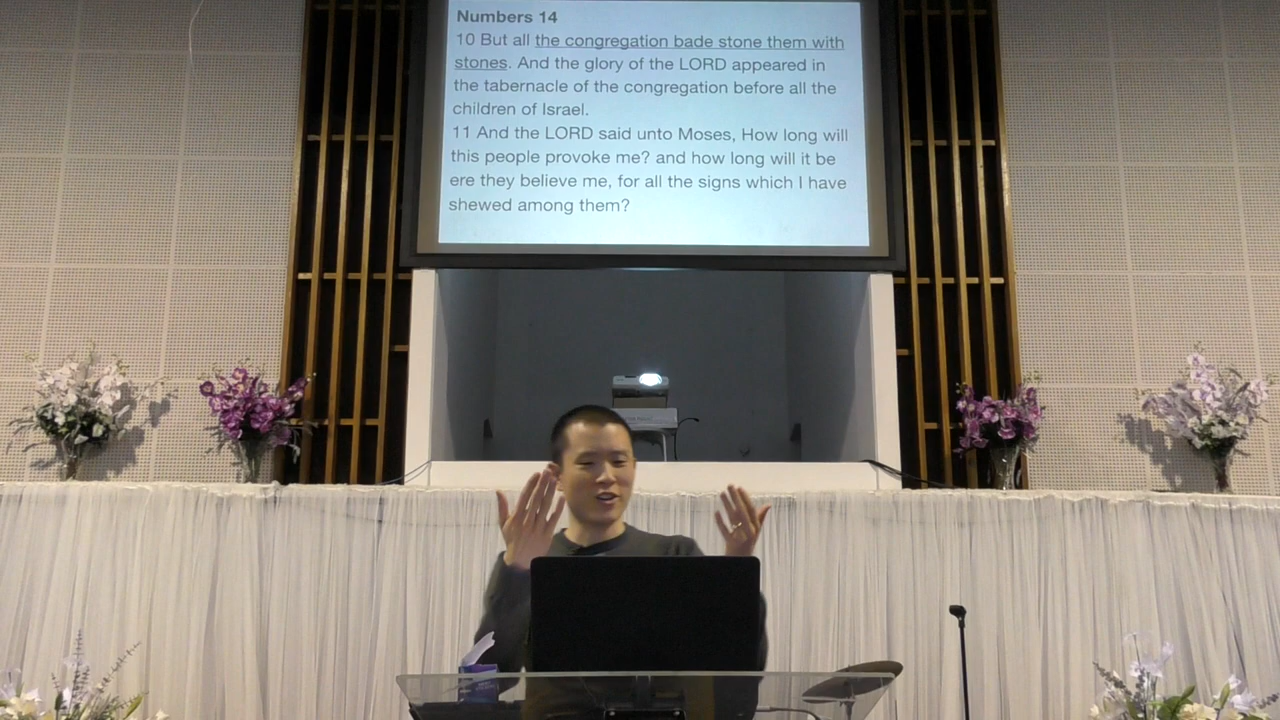 Numbers 14
10 But all the congregation bade stone them with
stones. And the glory of the LORD appeared in
the tabernacle of the congregation before all the
children of Israel.
11 And the LORD said unto Moses, How long will
this people provoke me? and how long will it be
ere they believe me, for all the signs which I have
shewed among them?